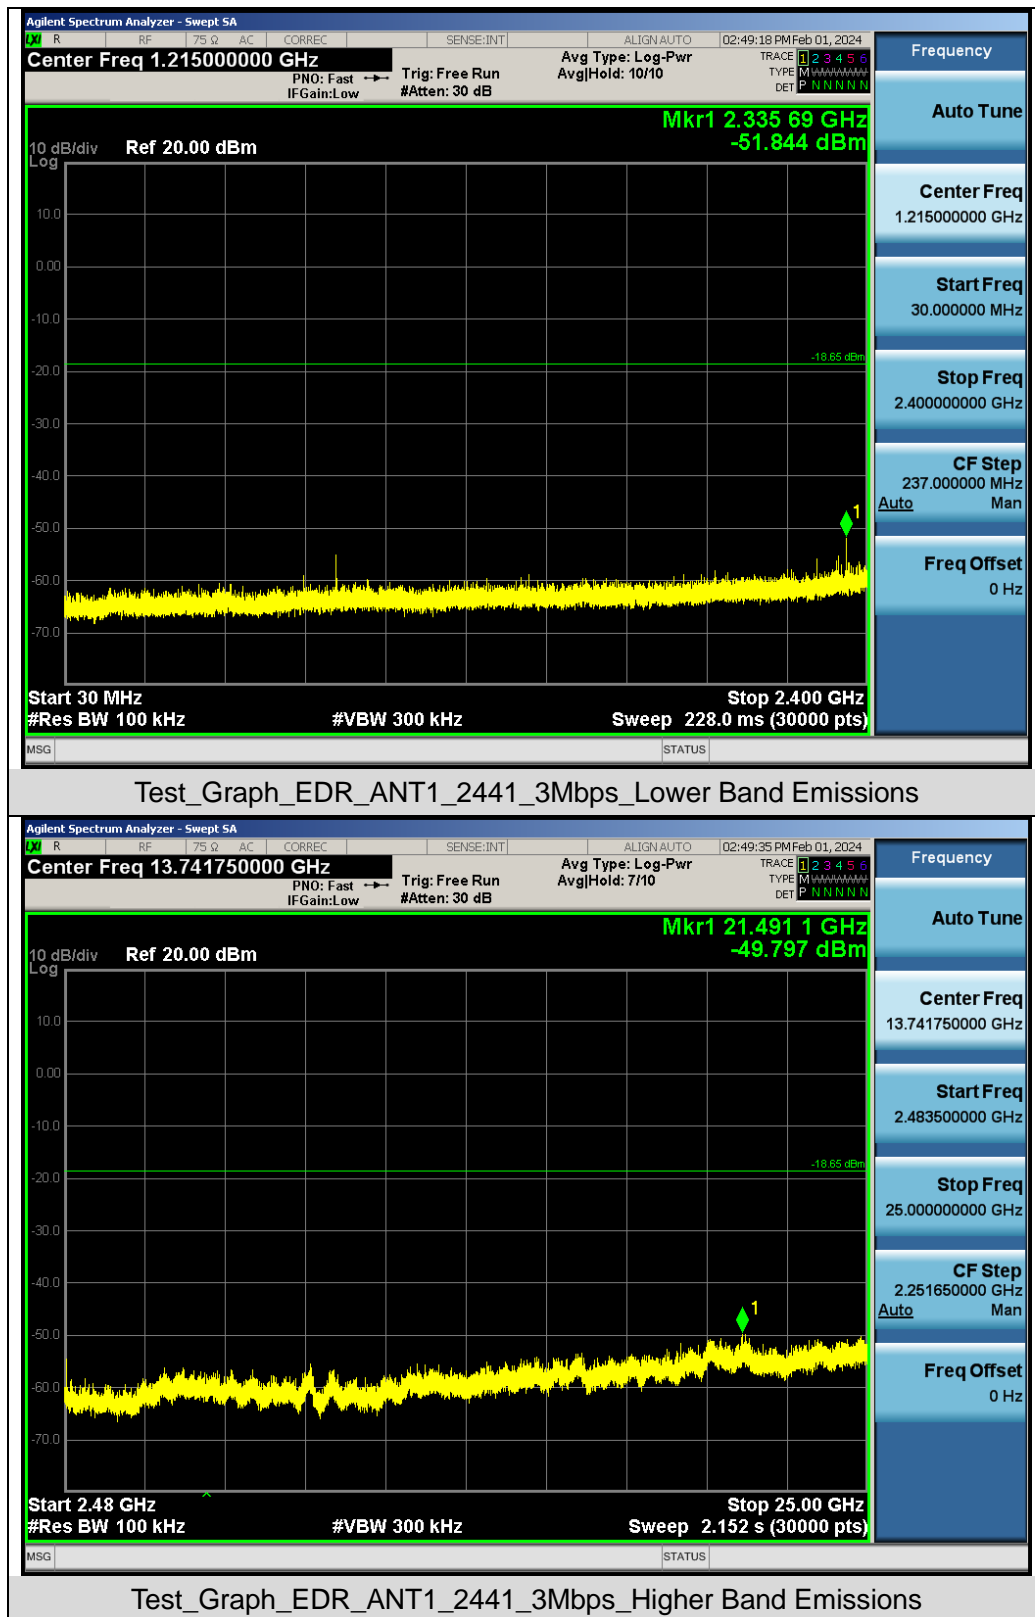 Agilent Spectrum Analyzer - Swept SA
LXI R RF 75 Ω AC CORREC SENSE:INT ALIGN AUTO 02:49:18 PM Feb 01, 2024
Center Freq 1.215000000 GHz Avg Type: Log-Pwr TRACE 1 2 3 4 5 6
PNO: Fast Trig: Free Run Avg|Hold: 10/10 TYPE M WWWWW
IFGain:Low #Atten: 30 dB DET P N N N N N
Mkr1 2.335 69 GHz
-51.844 dBm
10 dB/div Ref 20.00 dBm
Log
10.0
0.00
-10.0
-18.65 dBm
-20.0
-30.0
-40.0
-50.0
1
-60.0
-70.0
Start 30 MHz Stop 2.400 GHz
#Res BW 100 kHz #VBW 300 kHz Sweep 228.0 ms (30000 pts)
MSG STATUS
Frequency
Auto Tune
Center Freq
1.215000000 GHz
Start Freq
30.000000 MHz
Stop Freq
2.400000000 GHz
CF Step
237.000000 MHz
Auto Man
Freq Offset
0 Hz
Test_Graph_EDR_ANT1_2441_3Mbps_Lower Band Emissions
Agilent Spectrum Analyzer - Swept SA
LXI R RF 75 Ω AC CORREC SENSE:INT ALIGN AUTO 02:49:35 PM Feb 01, 2024
Center Freq 13.741750000 GHz Avg Type: Log-Pwr TRACE 1 2 3 4 5 6
PNO: Fast Trig: Free Run Avg|Hold: 7/10 TYPE M WWWWW
IFGain:Low #Atten: 30 dB DET P N N N N N
Mkr1 21.491 1 GHz
-49.797 dBm
10 dB/div Ref 20.00 dBm
Log
10.0
0.00
-10.0
-18.65 dBm
-20.0
-30.0
-40.0
1
-50.0
-60.0
-70.0
Start 2.48 GHz Stop 25.00 GHz
#Res BW 100 kHz #VBW 300 kHz Sweep 2.152 s (30000 pts)
MSG STATUS
Frequency
Auto Tune
Center Freq
13.741750000 GHz
Start Freq
2.483500000 GHz
Stop Freq
25.000000000 GHz
CF Step
2.251650000 GHz
Auto Man
Freq Offset
0 Hz
Test_Graph_EDR_ANT1_2441_3Mbps_Higher Band Emissions